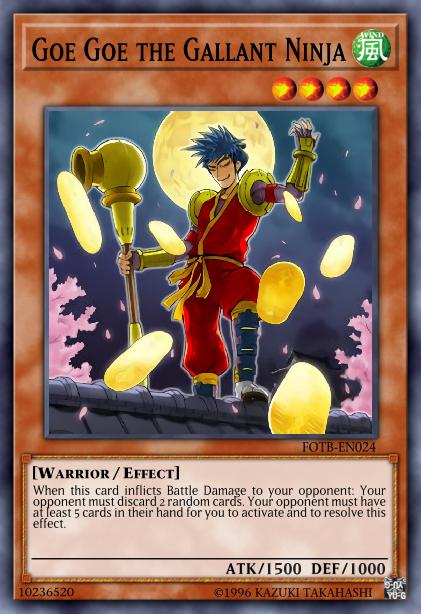 GOE GOE THE GALLANT NINJA
WIND
風
FOTB-EN024
[WARRIOR / EFFECT]
When this card inflicts Battle Damage to your opponent: Your
opponent must discard 2 random cards. Your opponent must have
at least 5 cards in their hand for you to activate and to resolve this
effect.
ATK/1500 DEF/1000
10236520
©1996 KAZUKI TAKAHASHI